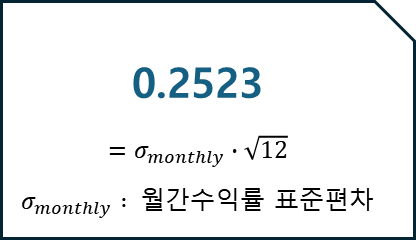 0.2523
= σ_monthly · √12
σ_monthly : 월간수익률 표준편차